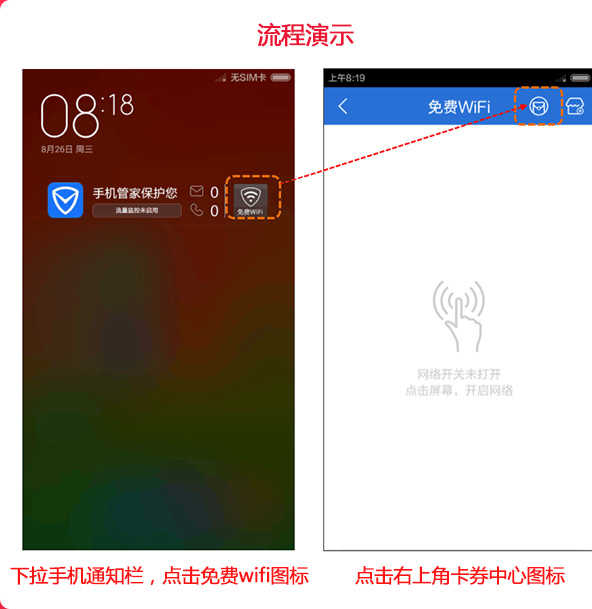 流程演示
无SIM卡
08:18
8月26日 周三
手机管家保护您
0
流量监控未启用
0
免费WiFi
上午8:19
免费WiFi
网络开关未打开
点击屏幕，开启网络
下拉手机通知栏，点击免费wifi图标
点击右上角卡券中心图标